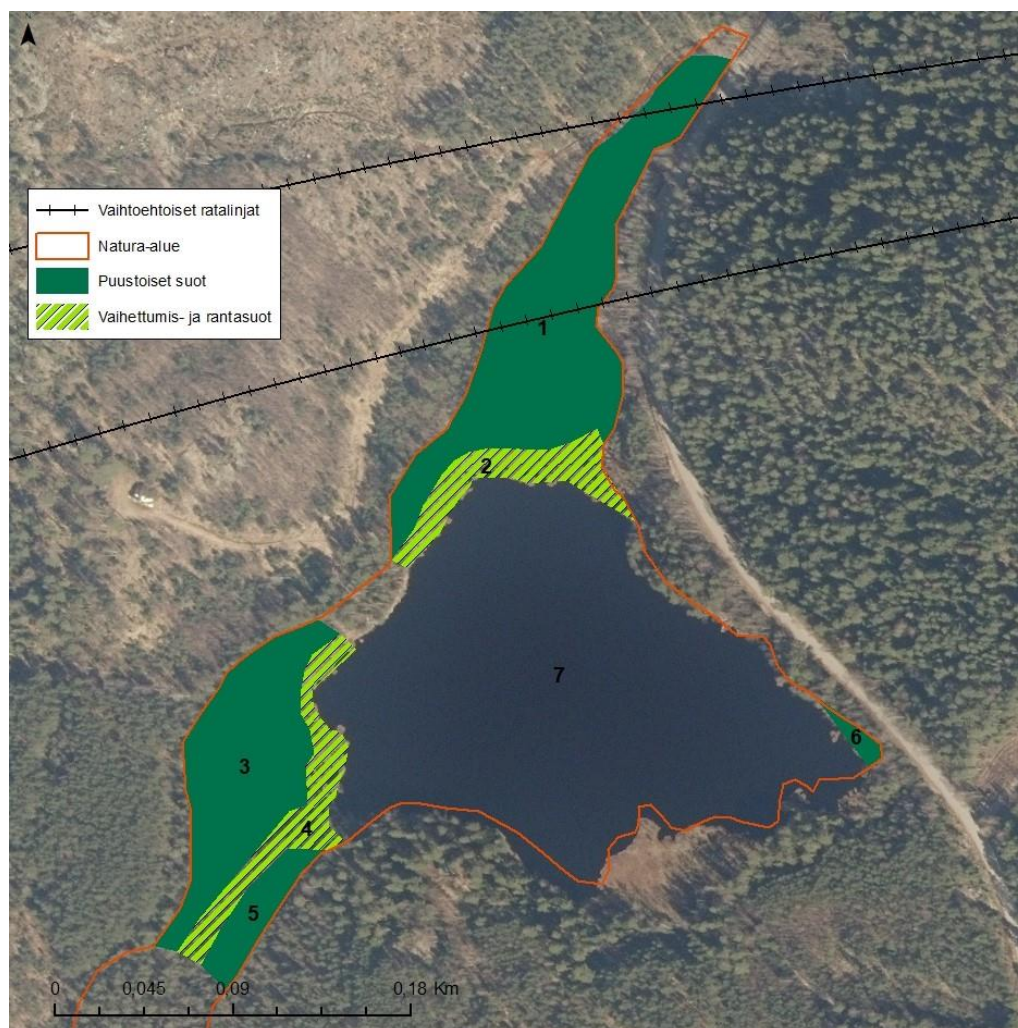 Vaihtoehtoiset ratalinjat
Natura-alue
Puustoiset suot
Vaihettumis- ja rantasuot
1
2
7
6
3
4
5
0 0,045 0,09 0,18 Km